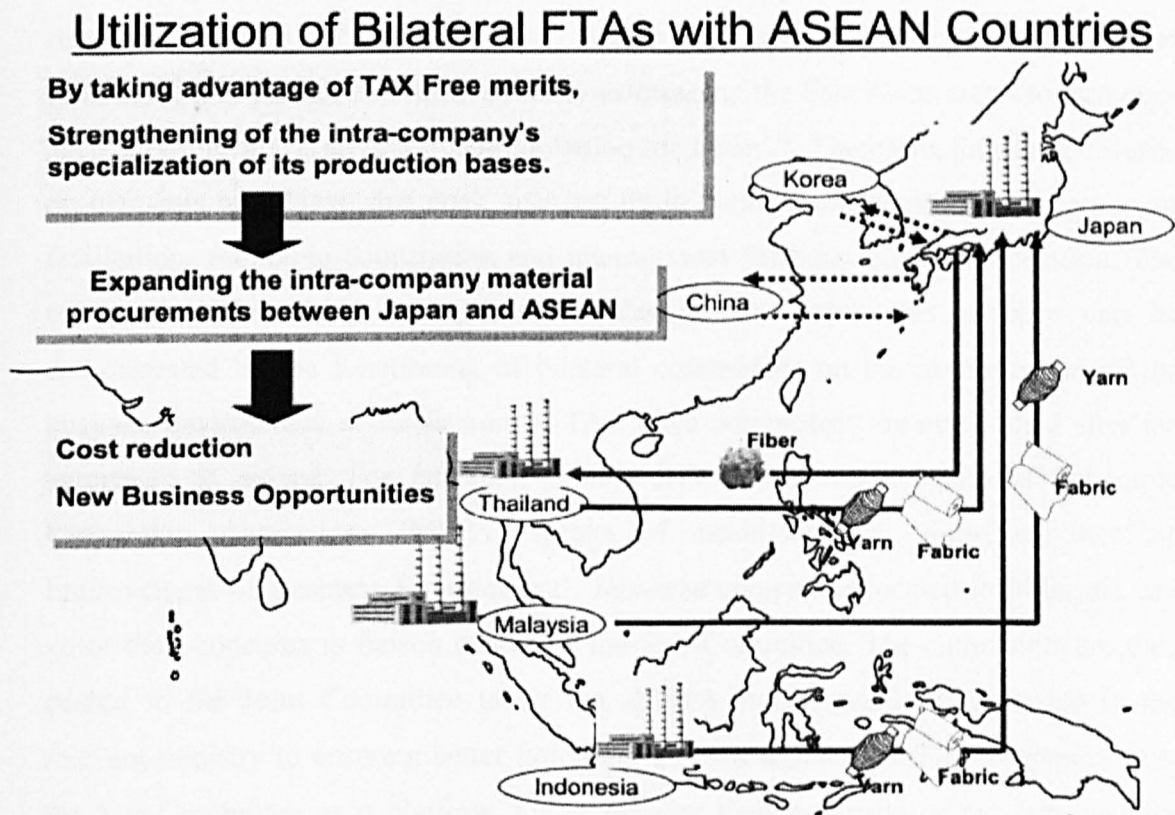 Utilization of Bilateral FTAs with ASEAN Countries
By taking advantage of TAX Free merits,
Strengthening of the intra-company's
specialization of its production bases.
Expanding the intra-company material
procurements between Japan and ASEAN
Cost reduction
New Business Opportunities
Korea
Japan
China
Yarn
Fiber
Fabric
Thailand
Yarn
Fabric
Malaysia
Indonesia
Yarn
Fabric